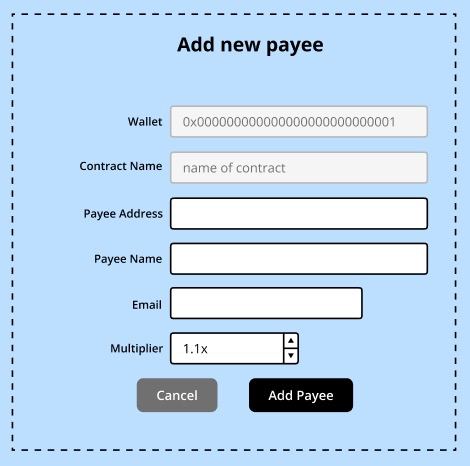 Add new payee
Wallet 0x000000000000000000000000001
Contract Name name of contract
Payee Address
Payee Name
Email
Multiplier 1.1x
Cancel Add Payee